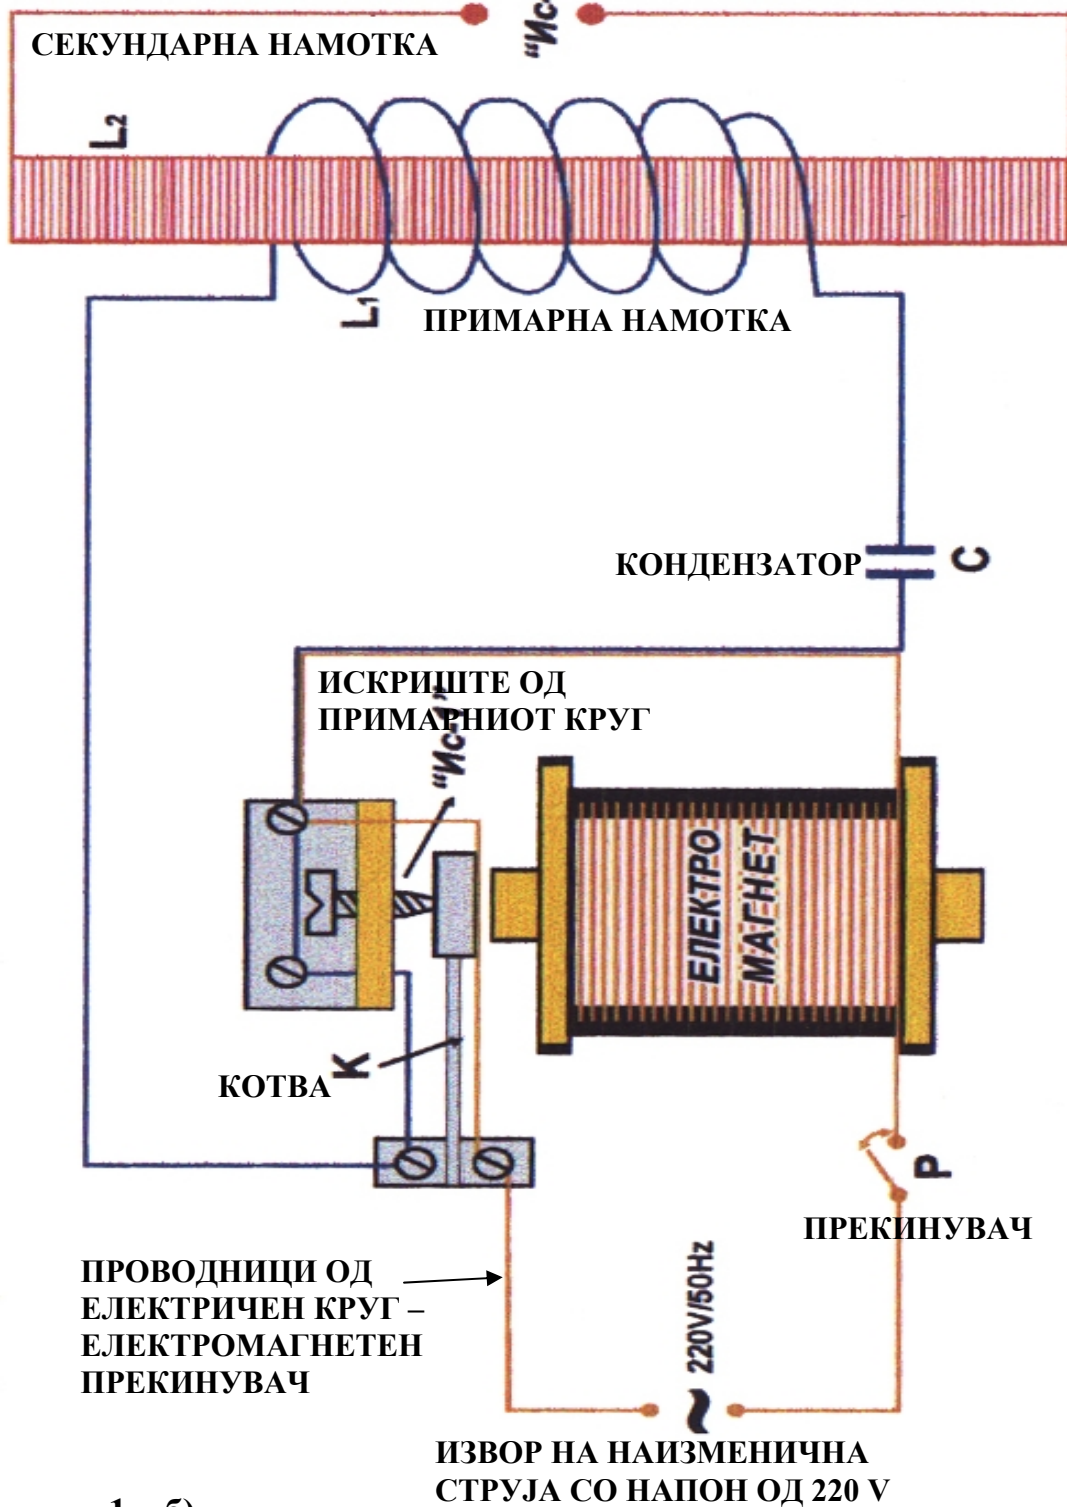 "Ис-
СЕКУНДАРНА НАМОТКА
L2
L1
ПРИМАРНА НАМОТКА
КОНДЕНЗАТОР
C
ИСКРИШТЕ ОД
ПРИМАРНИОТ КРУГ
"Ис-1"
ЕЛЕКТРО
МАГНЕТ
КОТВА
K
P
ПРЕКИНУВАЧ
ПРОВОДНИЦИ ОД
ЕЛЕКТРИЧЕН КРУГ –
ЕЛЕКТРОМАГНЕТЕН
ПРЕКИНУВАЧ
~ 220V/50Hz
ИЗВОР НА НАИЗМЕНИЧНА
СТРУЈА СО НАПОН ОД 220 V